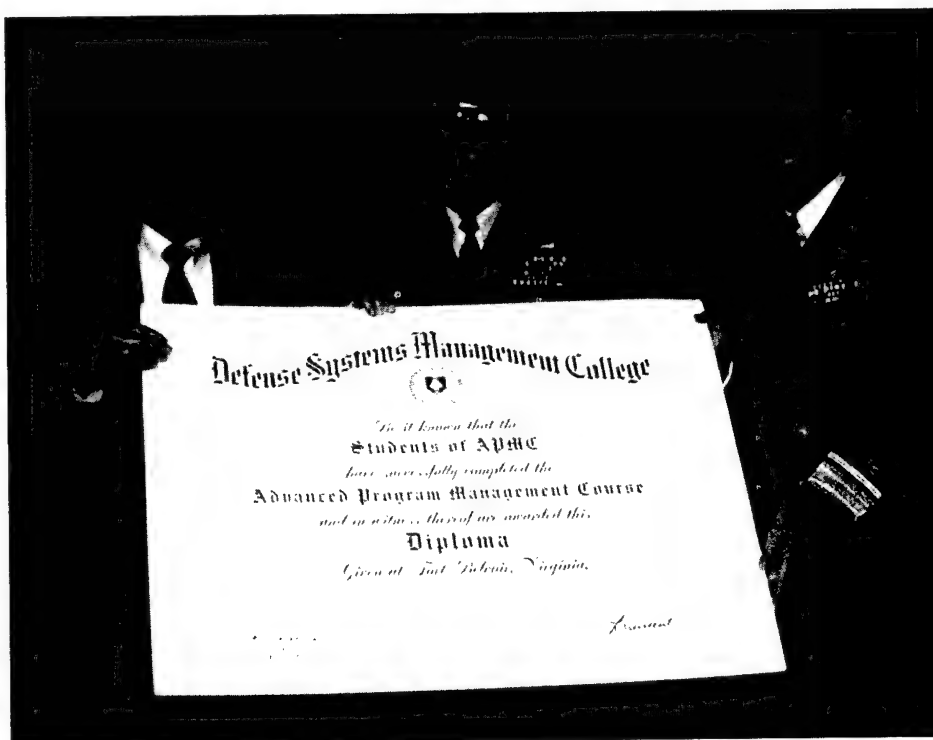 Defense Systems Management College
Be it known that the
Students of APMC
have successfully completed the
Advanced Program Management Course
and in witness thereof are awarded this
Diploma
Given at Fort Belvoir, Virginia.